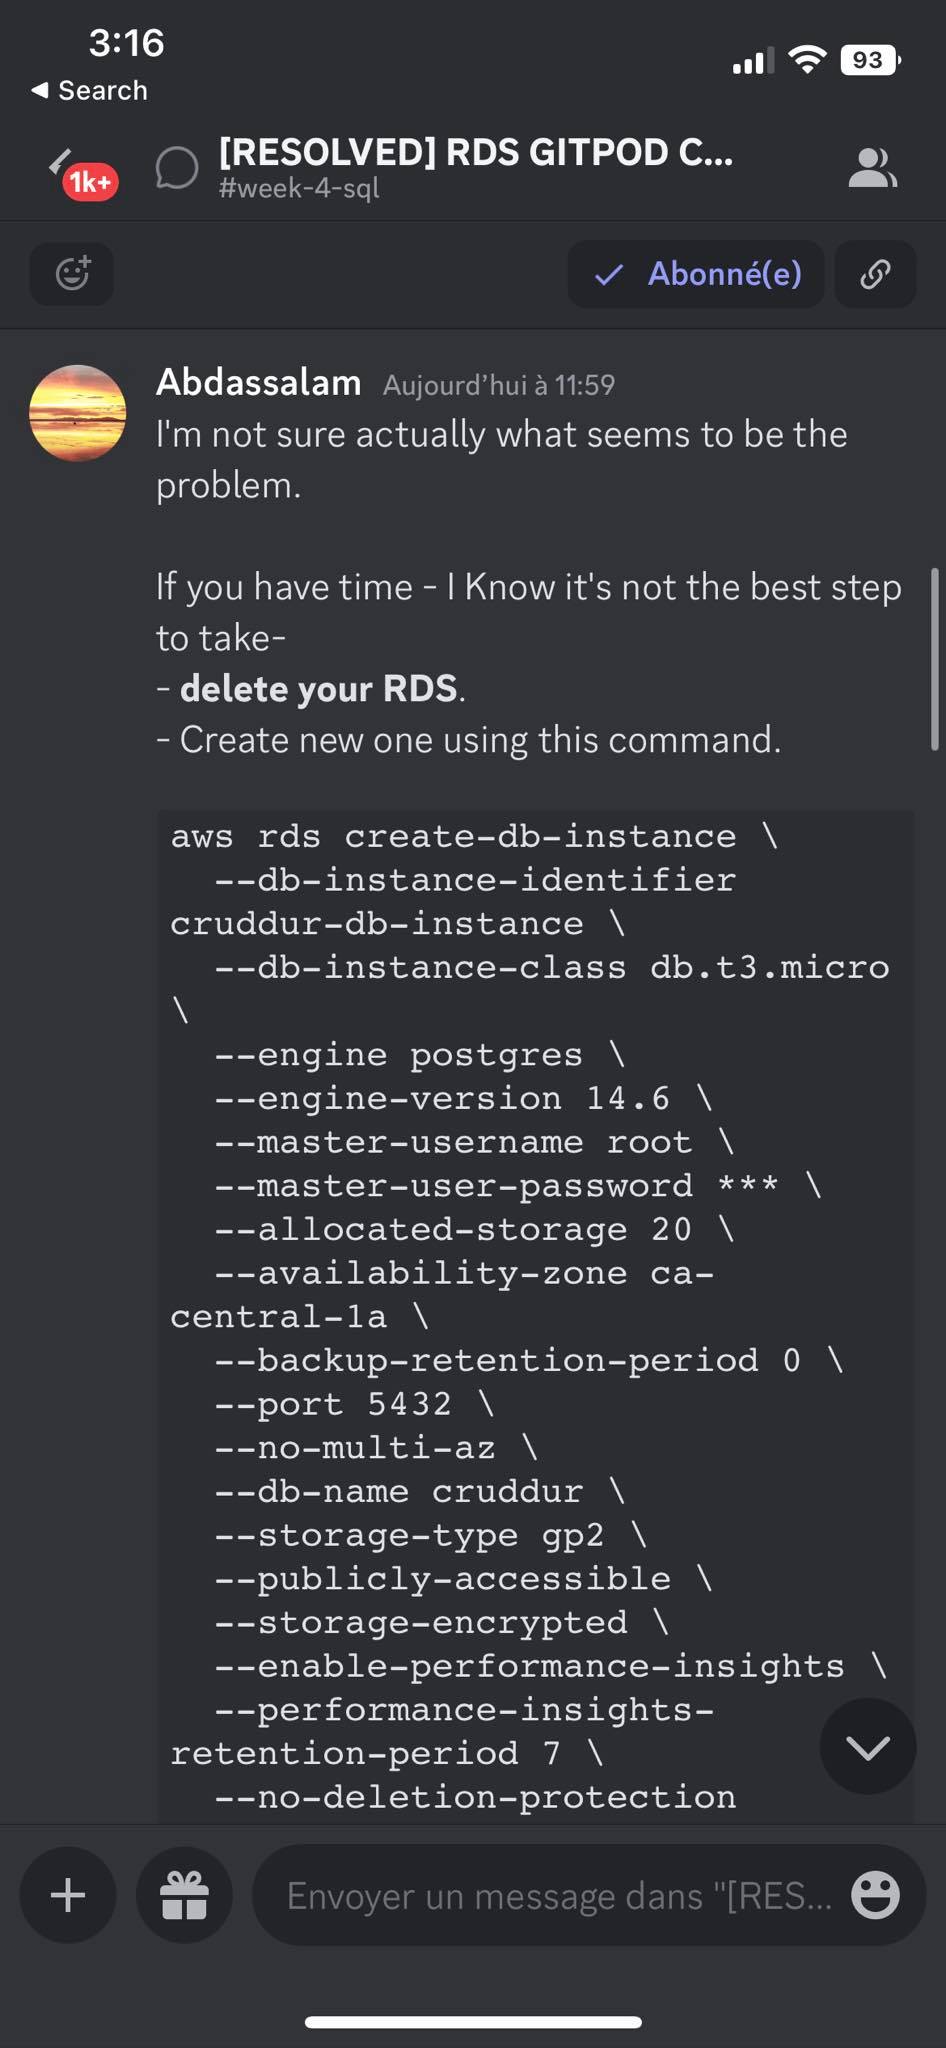 3:16
93
◀ Search
1k+
[RESOLVED] RDS GITPOD C...
#week-4-sql
Abonné(e)
Abdassalam Aujourd'hui à 11:59
I'm not sure actually what seems to be the
problem.
If you have time - I Know it's not the best step
to take-
- delete your RDS.
- Create new one using this command.
aws rds create-db-instance \
--db-instance-identifier
cruddur-db-instance \
--db-instance-class db.t3.micro
\
--engine postgres \
--engine-version 14.6 \
--master-username root \
--master-user-password *** \
--allocated-storage 20 \
--availability-zone ca-
central-1a \
--backup-retention-period 0 \
--port 5432 \
--no-multi-az \
--db-name cruddur \
--storage-type gp2 \
--publicly-accessible \
--storage-encrypted \
--enable-performance-insights \
--performance-insights-
retention-period 7 \
--no-deletion-protection
Envoyer un message dans "[RES...